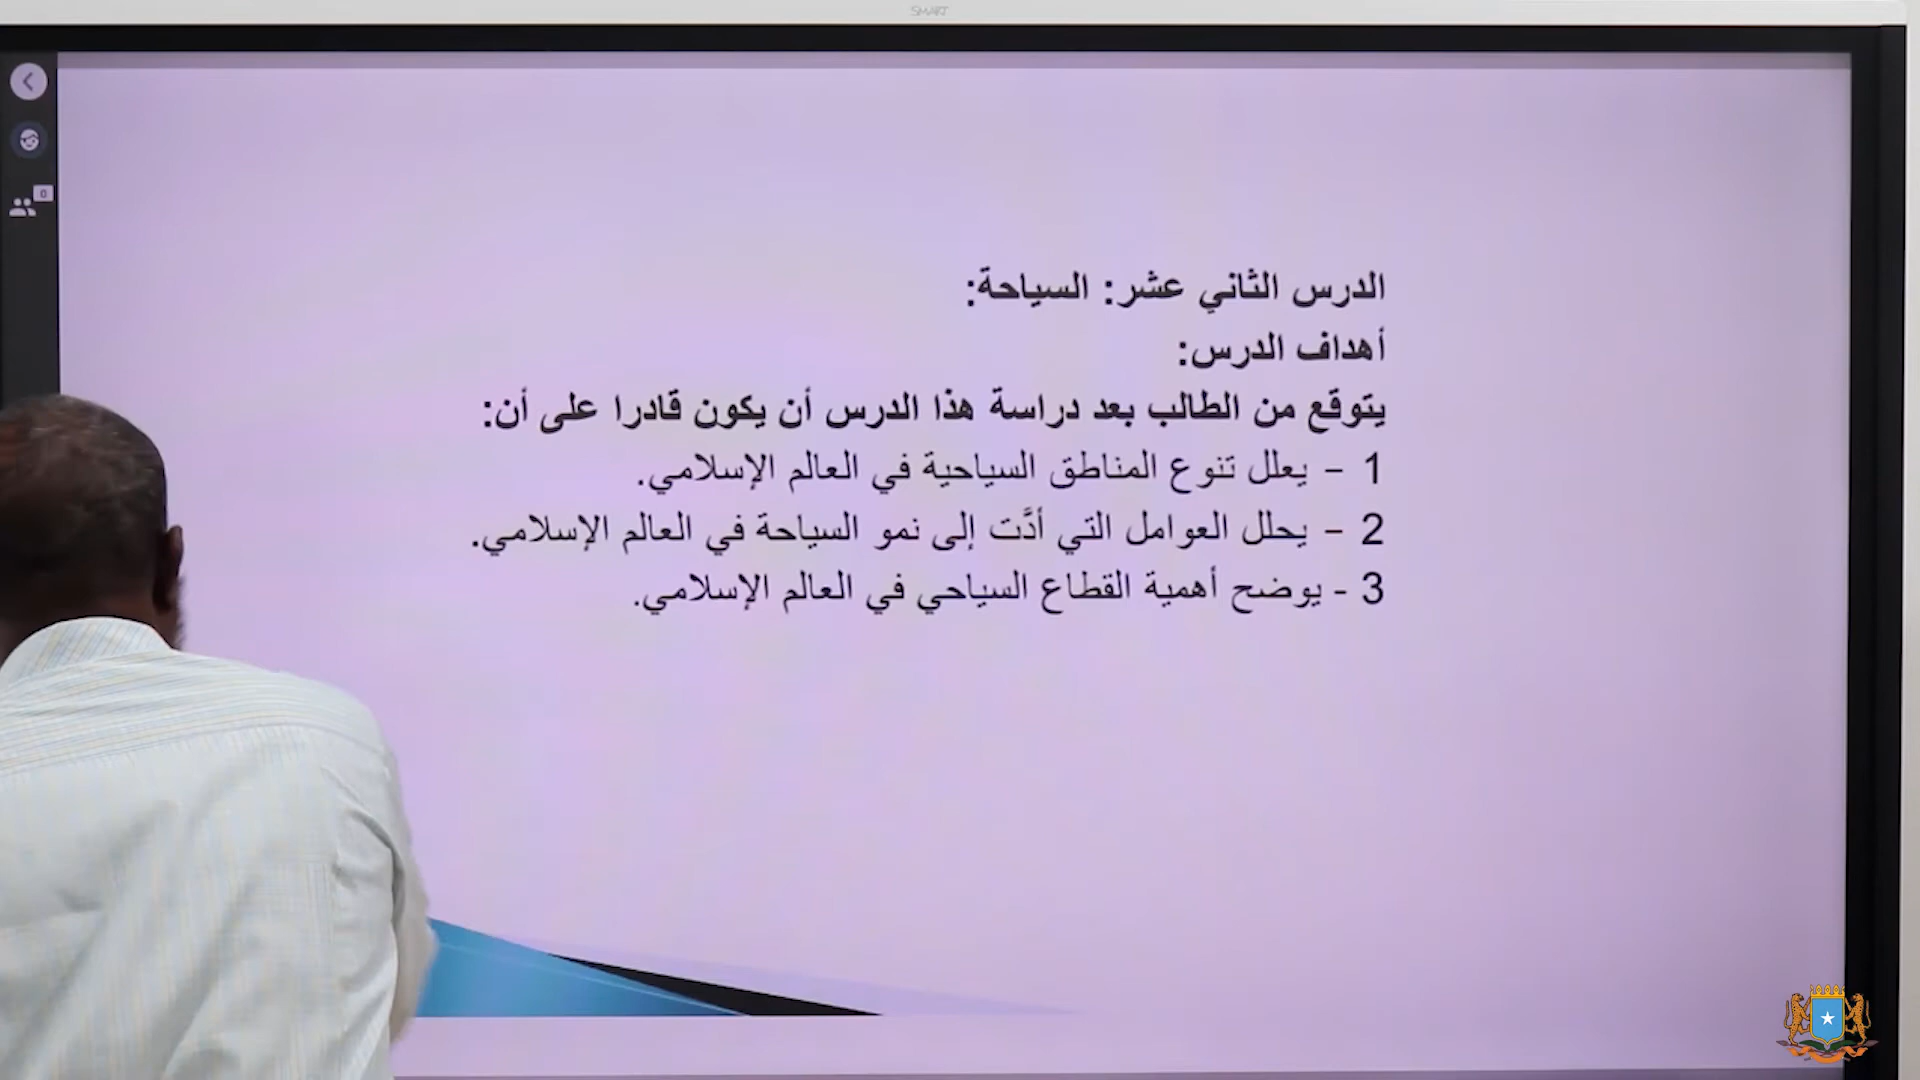 SMART
0
الدرس الثاني عشر: السياحة:
أهداف الدرس:
يتوقع من الطالب بعد دراسة هذا الدرس أن يكون قادرا على أن:
1 – يعلل تنوع المناطق السياحية في العالم الإسلامي.
2 – يحلل العوامل التي أدَّت إلى نمو السياحة في العالم الإسلامي.
3 - يوضح أهمية القطاع السياحي في العالم الإسلامي.